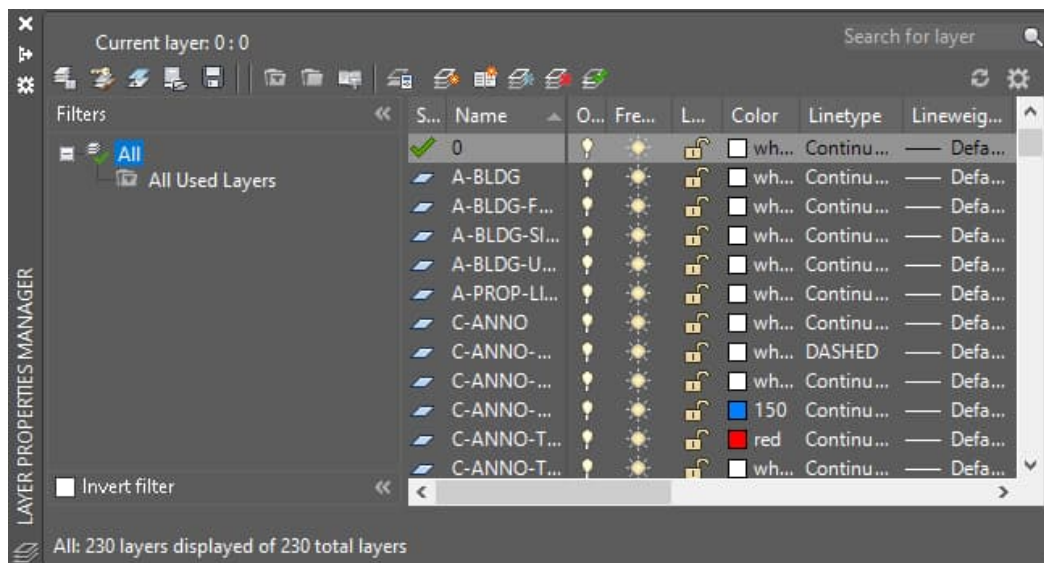 Current layer: 0 : 0
Search for layer
Filters
S... Name O... Fre... L... Color Linetype Lineweig...
All
All Used Layers
0 wh... Continu... Defa...
A-BLDG wh... Continu... Defa...
A-BLDG-F... wh... Continu... Defa...
A-BLDG-SI... wh... Continu... Defa...
A-BLDG-U... wh... Continu... Defa...
A-PROP-LI... wh... Continu... Defa...
C-ANNO wh... Continu... Defa...
C-ANNO-... wh... DASHED Defa...
C-ANNO-... wh... Continu... Defa...
C-ANNO-... 150 Continu... Defa...
C-ANNO-T... red Continu... Defa...
C-ANNO-T... wh... Continu... Defa...
Invert filter
All: 230 layers displayed of 230 total layers
LAYER PROPERTIES MANAGER